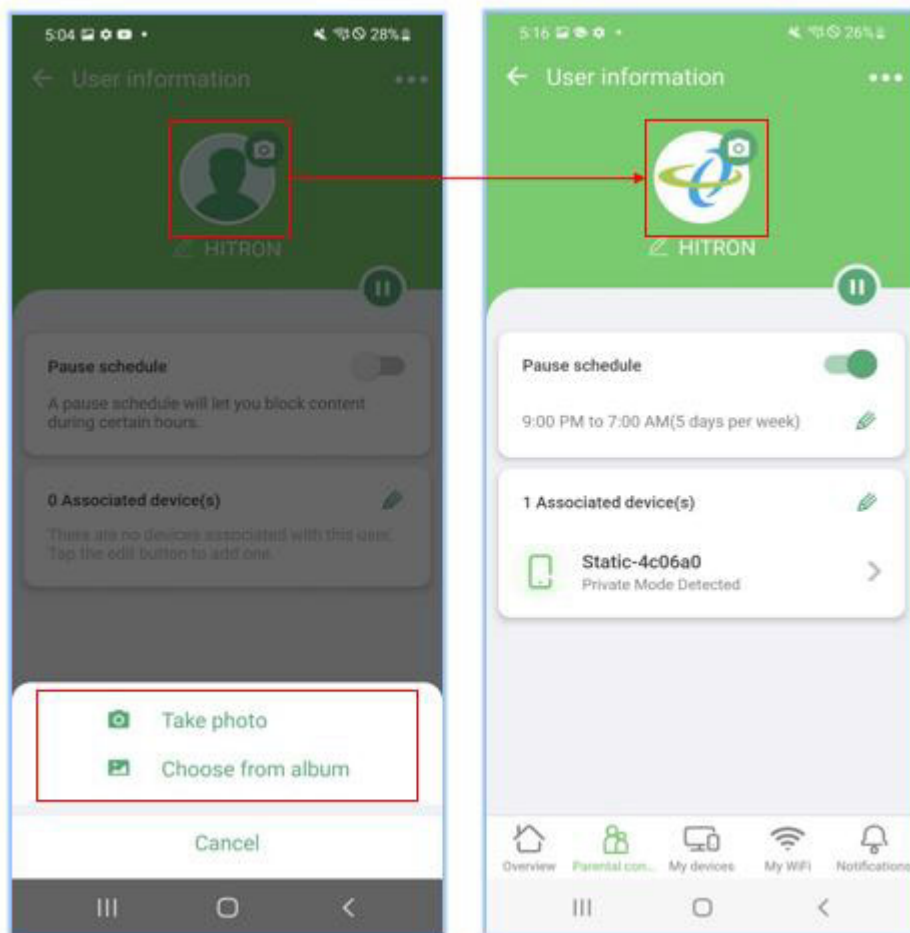 5:04
28%
User information
HITRON
Pause schedule
A pause schedule will let you block content
during certain hours.
0 Associated device(s)
There are no devices associated with this user.
Tap the edit button to add one.
Take photo
Choose from album
Cancel
5:16
26%
User information
HITRON
Pause schedule
9:00 PM to 7:00 AM(5 days per week)
1 Associated device(s)
Static-4c06a0
Private Mode Detected
Overview
Parental con...
My devices
My WiFi
Notifications